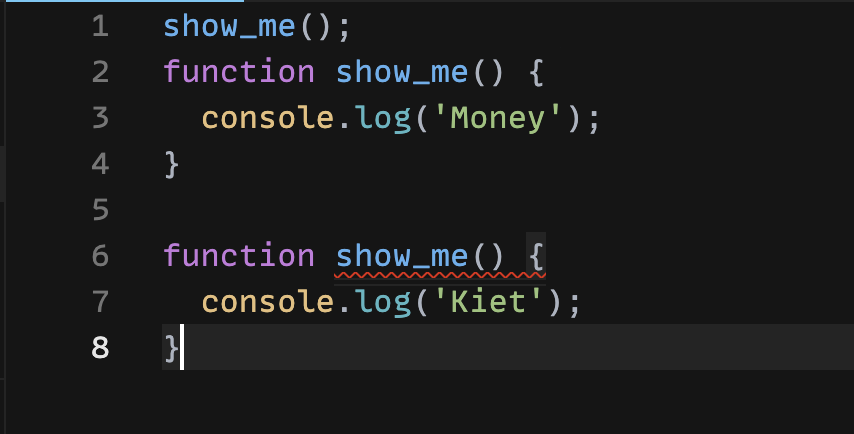 1 show_me();
2 function show_me() {
3   console.log('Money');
4 }
5
6 function show_me() {
7   console.log('Kiet');
8 }